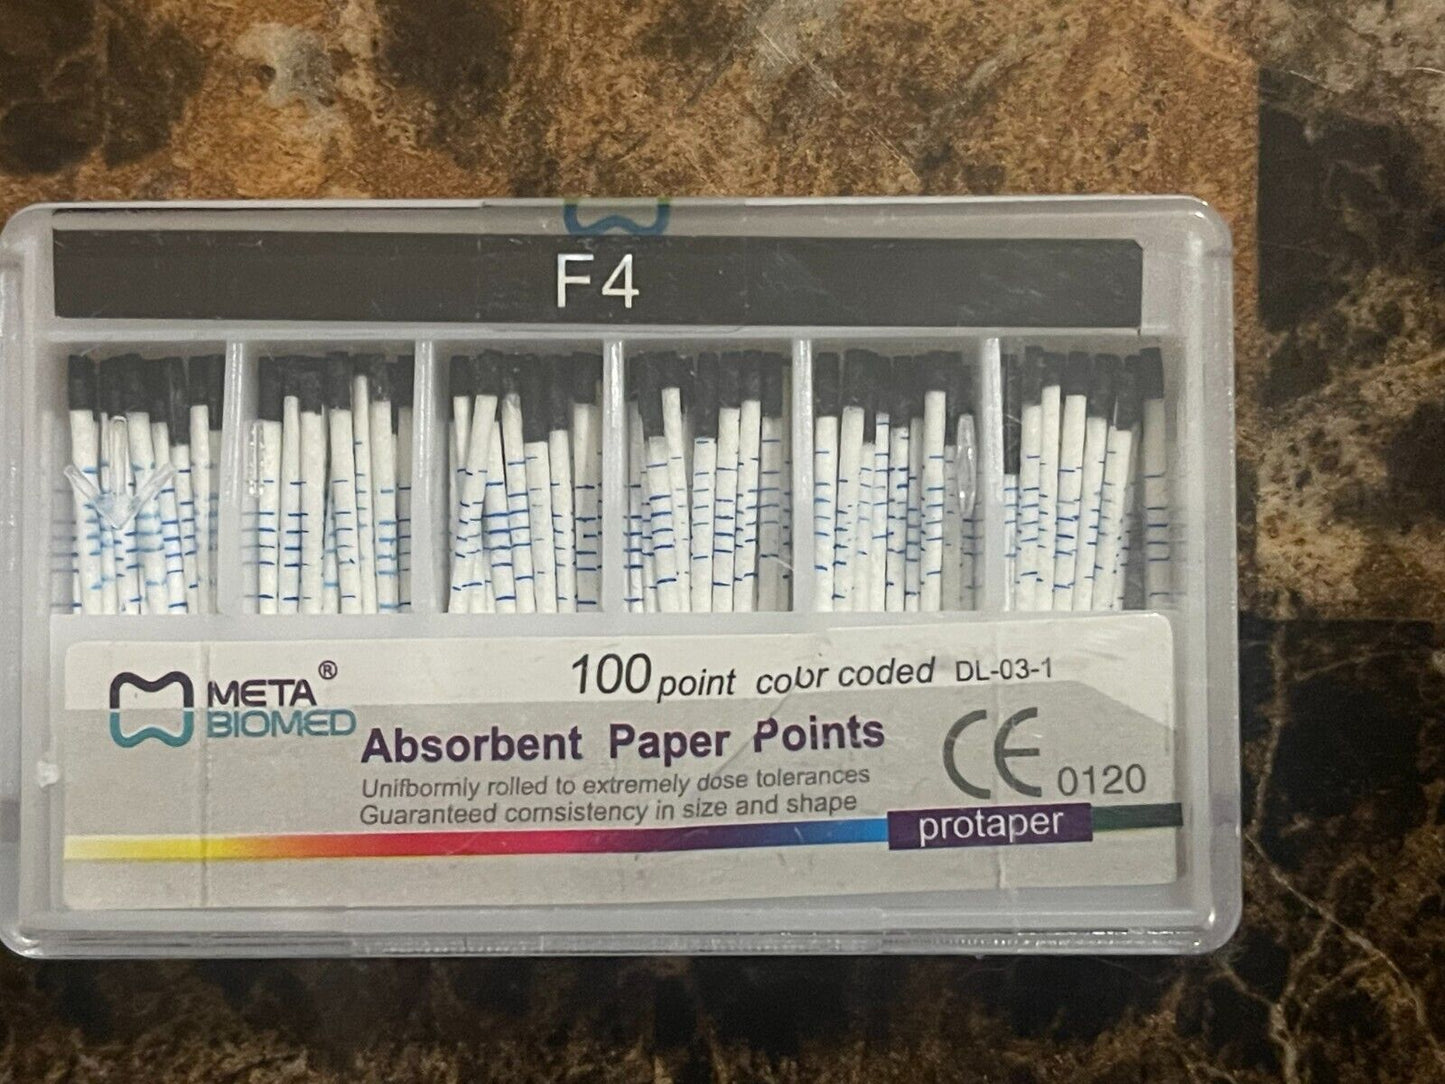 F4
META®
BIOMED
100 point color coded DL-03-1
Absorbent Paper Points
Unifbormly rolled to extremely dose tolerances
Guaranteed comsistency in size and shape
CE 0120
protaper